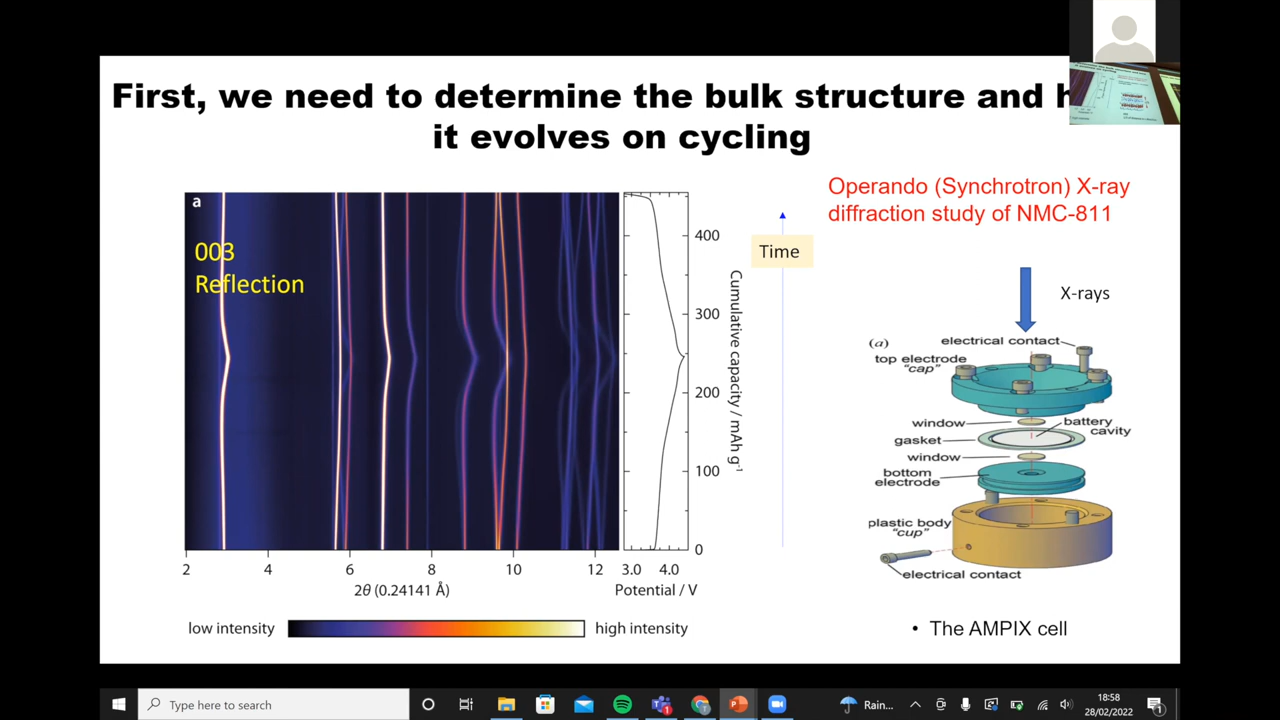 First, we need to determine the bulk structure and
it evolves on cycling
a
003
Reflection
400
300
200
100
0
Cumulative capacity / mAh g⁻¹
2 4 6 8 10 12 3.0 4.0
2θ (0.24141 Å)
Potential / V
low intensity
high intensity
Time
Operando (Synchrotron) X-ray
diffraction study of NMC-811
X-rays
(a)
electrical contact
top electrode
"cap"
window
battery
cavity
gasket
window
bottom
electrode
plastic body
"cup"
electrical contact
• The AMPIX cell
Type here to search
Rain...
18:58
28/02/2022